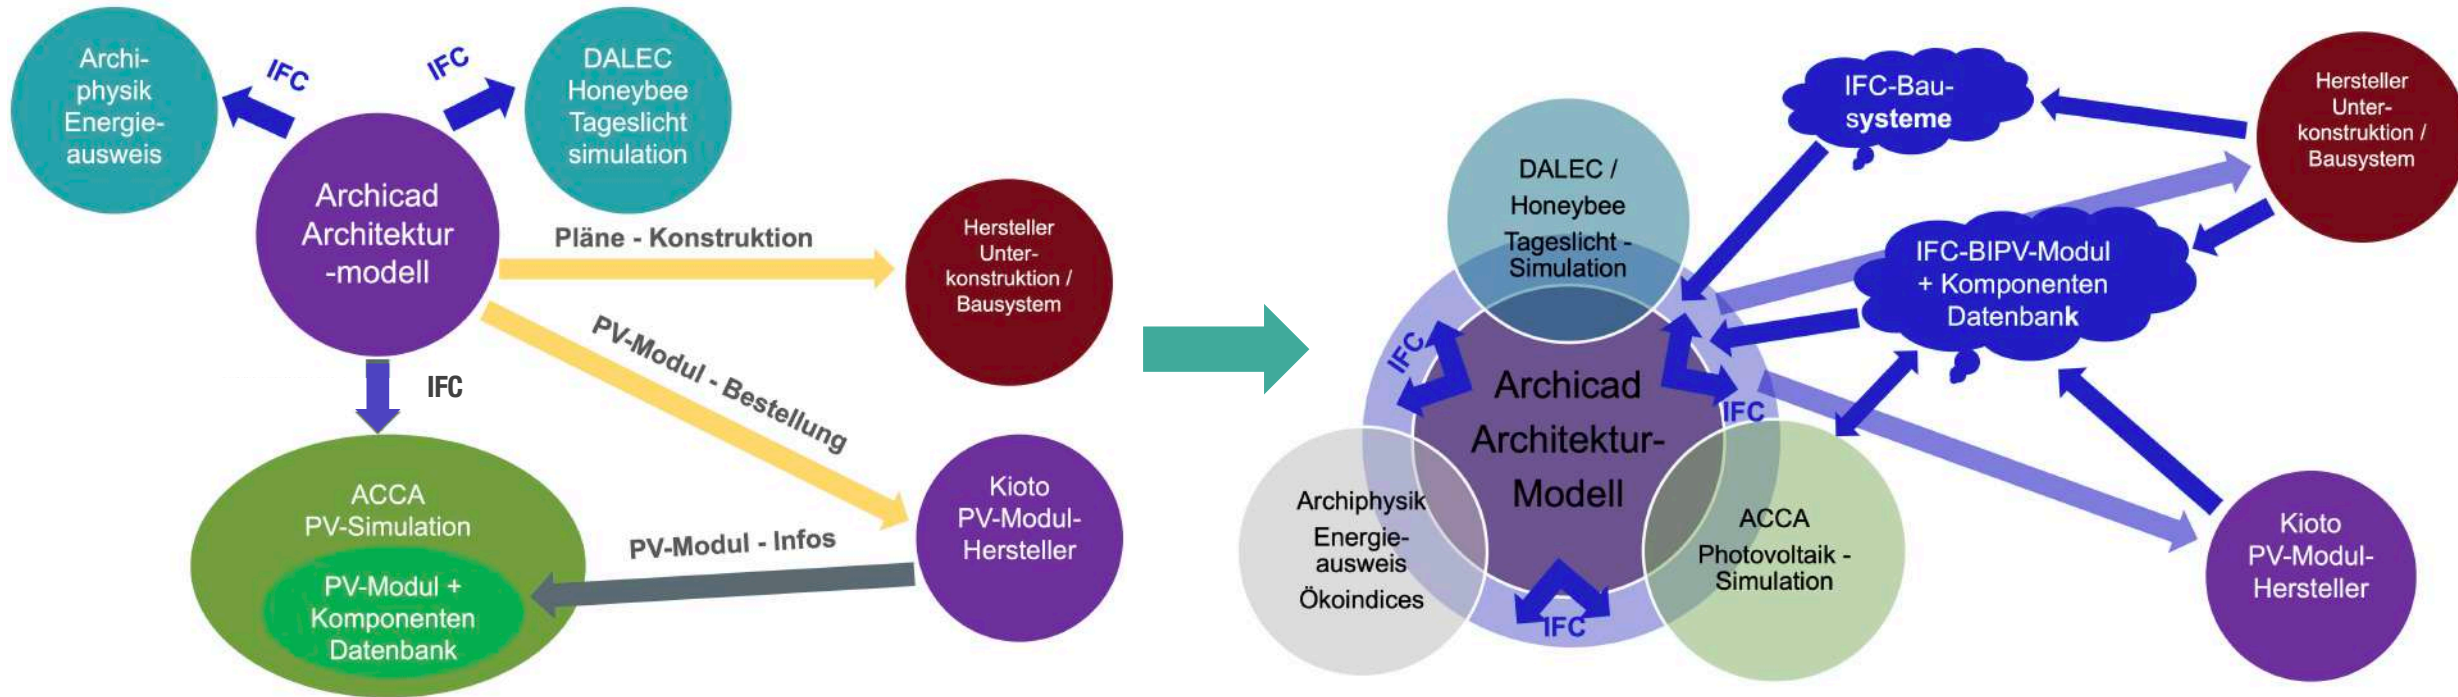 Archi-
physik
Energie-
ausweis
IFC
IFC
DALEC
Honeybee
Tageslicht
simulation
Archicad
Architektur
-modell
Pläne - Konstruktion
Hersteller
Unter-
konstruktion /
Bausystem
PV-Modul - Bestellung
IFC
ACCA
PV-Simulation
PV-Modul +
Komponenten
Datenbank
PV-Modul - Infos
Kioto
PV-Modul-
Hersteller
DALEC /
Honeybee
Tageslicht -
Simulation
IFC-Bau-
systeme
Hersteller
Unter-
konstruktion /
Bausystem
IFC-BIPV-Modul
+ Komponenten
Datenbank
IFC
Archicad
Architektur-
Modell
IFC
Archiphysik
Energie-
ausweis
Ökoindices
ACCA
Photovoltaik -
Simulation
IFC
Kioto
PV-Modul-
Hersteller